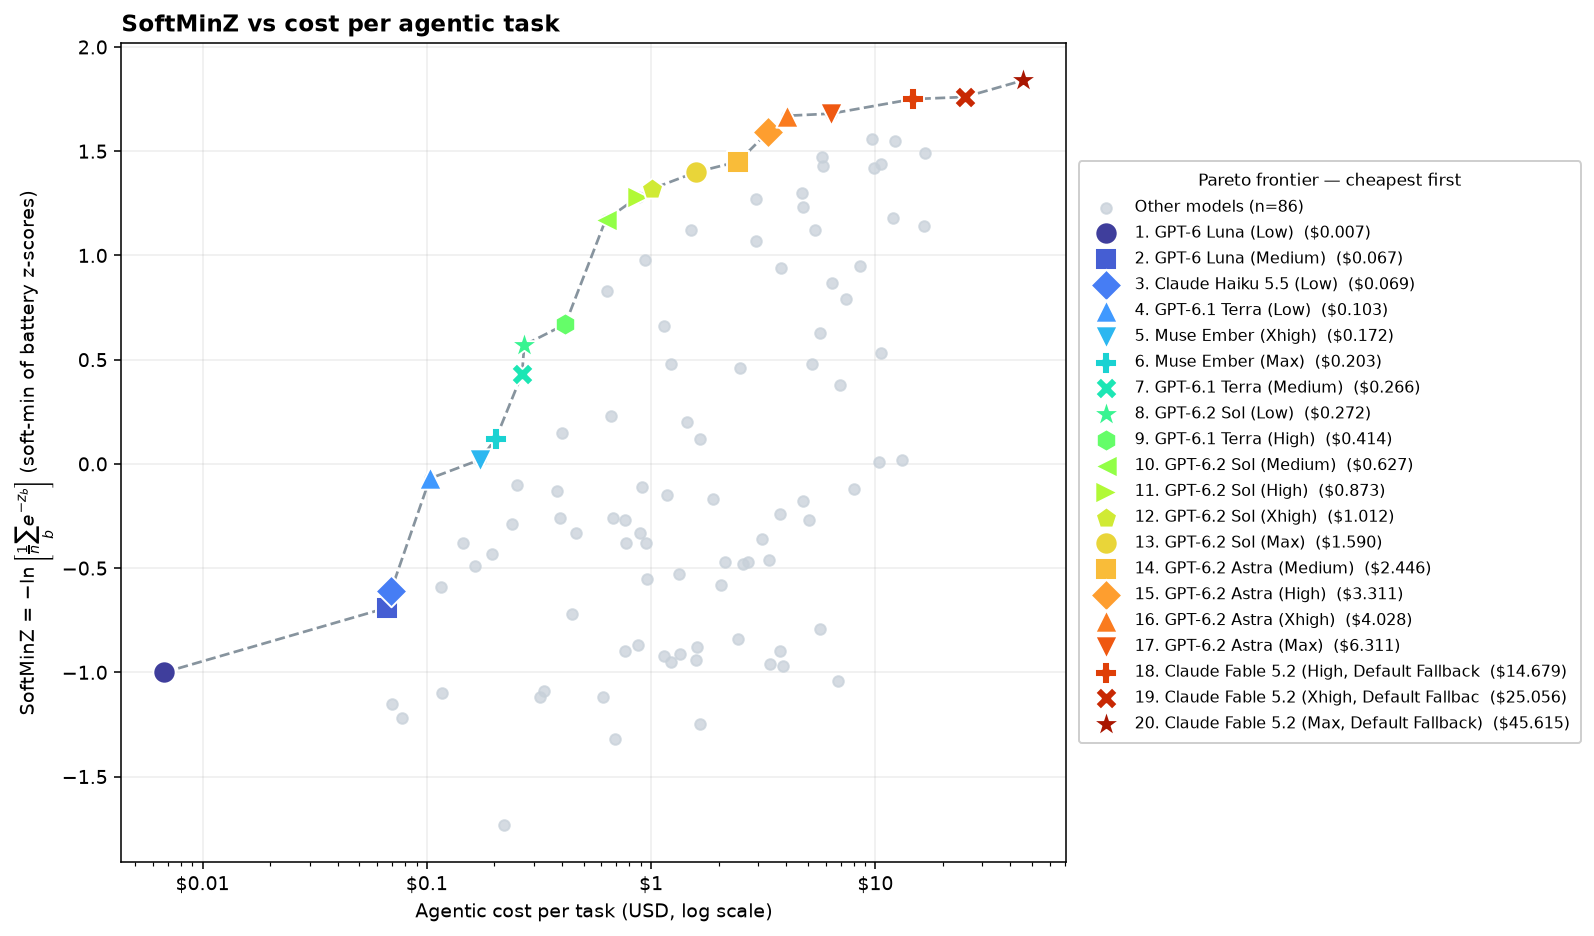 SoftMinZ vs cost per agentic task
SoftMinZ = −ln [1/n ∑_b e^{−z_b}] (soft-min of battery z-scores)
2.0
1.5
1.0
0.5
0.0
−0.5
−1.0
−1.5
$0.01
$0.1
$1
$10
Agentic cost per task (USD, log scale)
Pareto frontier — cheapest first
Other models (n=86)
1. GPT-6 Luna (Low) ($0.007)
2. GPT-6 Luna (Medium) ($0.067)
3. Claude Haiku 5.5 (Low) ($0.069)
4. GPT-6.1 Terra (Low) ($0.103)
5. Muse Ember (Xhigh) ($0.172)
6. Muse Ember (Max) ($0.203)
7. GPT-6.1 Terra (Medium) ($0.266)
8. GPT-6.2 Sol (Low) ($0.272)
9. GPT-6.1 Terra (High) ($0.414)
10. GPT-6.2 Sol (Medium) ($0.627)
11. GPT-6.2 Sol (High) ($0.873)
12. GPT-6.2 Sol (Xhigh) ($1.012)
13. GPT-6.2 Sol (Max) ($1.590)
14. GPT-6.2 Astra (Medium) ($2.446)
15. GPT-6.2 Astra (High) ($3.311)
16. GPT-6.2 Astra (Xhigh) ($4.028)
17. GPT-6.2 Astra (Max) ($6.311)
18. Claude Fable 5.2 (High, Default Fallback ($14.679)
19. Claude Fable 5.2 (Xhigh, Default Fallbac ($25.056)
20. Claude Fable 5.2 (Max, Default Fallback) ($45.615)